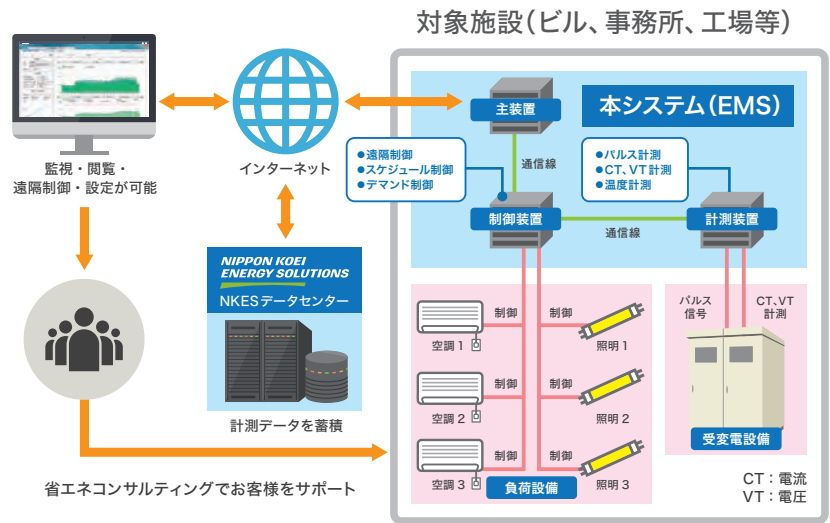 対象施設(ビル、事務所、工場等)
監視・閲覧・
遠隔制御・設定が可能
インターネット
主装置
本システム(EMS)
通信線
●遠隔制御
●スケジュール制御
●デマンド制御
●パルス計測
●CT、VT計測
●温度計測
制御装置
通信線
計測装置
NIPPON KOEI
ENERGY SOLUTIONS
NKESデータセンター
計測データを蓄積
制御
制御
空調1
照明1
制御
制御
空調2
照明2
制御
制御
空調3
照明3
負荷設備
パルス
信号
CT、VT
計測
受変電設備
CT:電流
VT:電圧
省エネコンサルティングでお客様をサポート